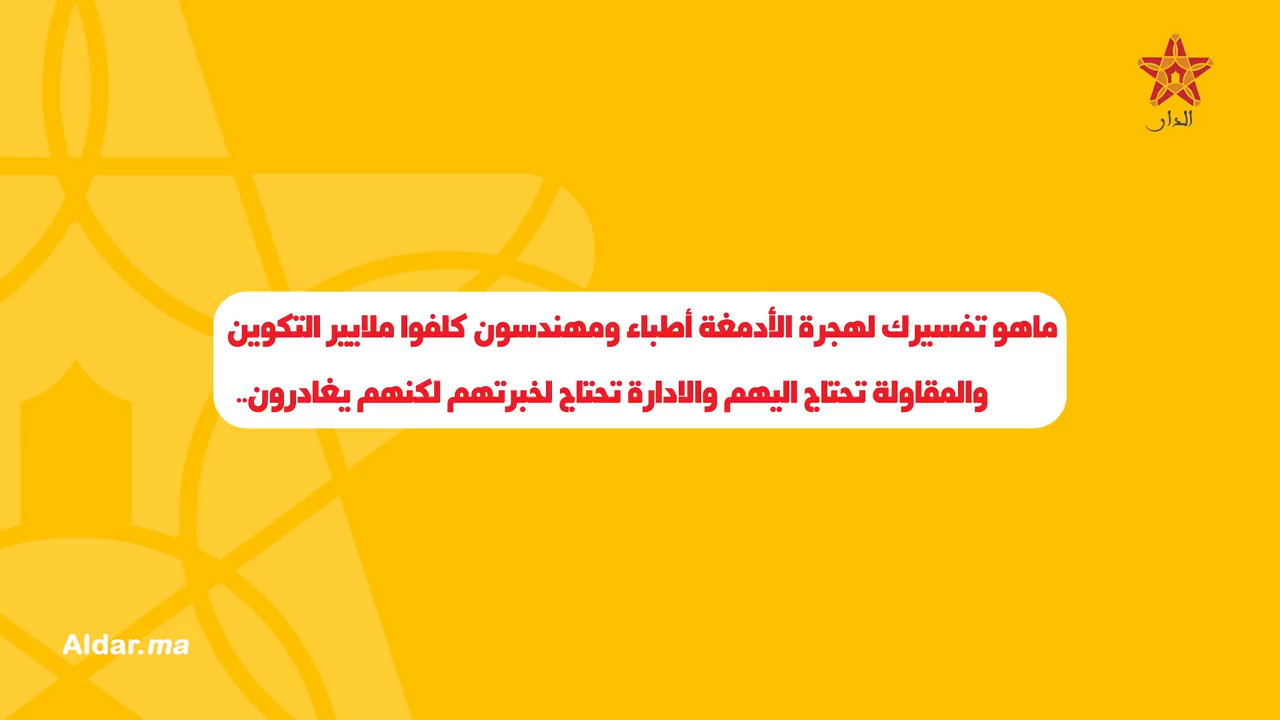 الدار
ماهو تفسيرك لهجرة الأدمغة أطباء ومهندسون كلفوا ملايير التكوين
والمقاولة تحتاج اليهم والادارة تحتاج لخبرتهم لكنهم يغادرون..
Aldar.ma